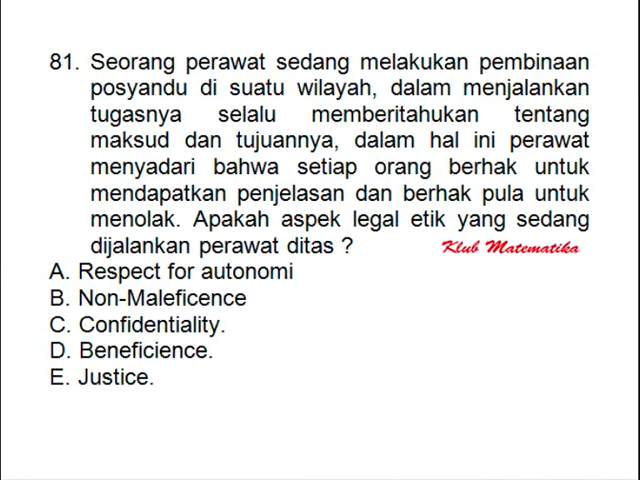 81. Seorang perawat sedang melakukan pembinaan
posyandu di suatu wilayah, dalam menjalankan
tugasnya selalu memberitahukan tentang
maksud dan tujuannya, dalam hal ini perawat
menyadari bahwa setiap orang berhak untuk
mendapatkan penjelasan dan berhak pula untuk
menolak. Apakah aspek legal etik yang sedang
dijalankan perawat ditas ? Klub Matematika
A. Respect for autonomi
B. Non-Maleficence
C. Confidentiality.
D. Beneficience.
E. Justice.